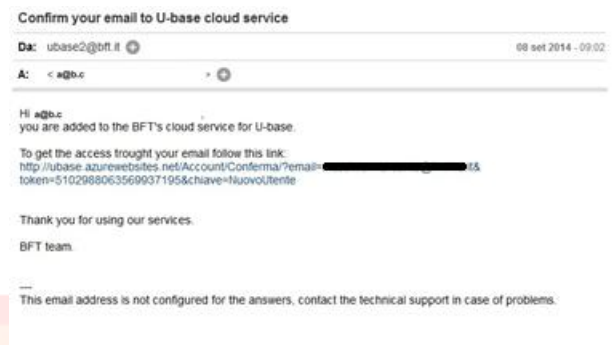 Confirm your email to U-base cloud service
Da: ubase2@bft.it
08 set 2014 - 09:02
A: < a@b.c >
Hi a@b.c ,
you are added to the BFT's cloud service for U-base.
To get the access trought your email follow this link:
http://ubase.azurewebsites.net/Account/Conferma/?email= it&
token=5102988063569937195&chiave=NuovoUtente
Thank you for using our services.
BFT team.
---
This email address is not configured for the answers, contact the technical support in case of problems.